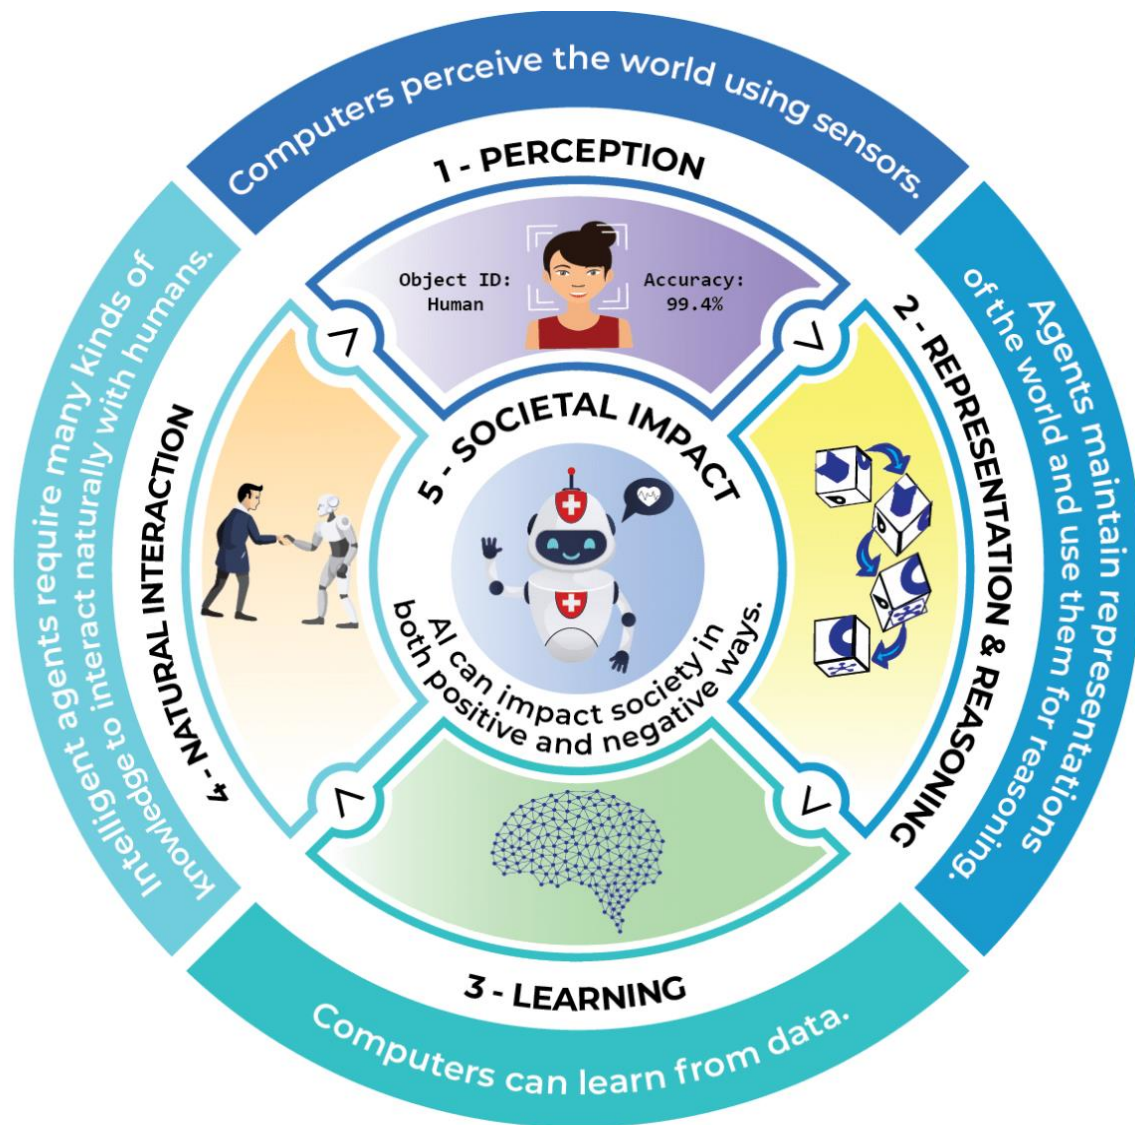 Computers perceive the world using sensors.
1 - PERCEPTION
Object ID:
Human
Accuracy:
99.4%
Agents maintain representations
of the world and use them for reasoning.
2 - REPRESENTATION & REASONING
Computers can learn from data.
3 - LEARNING
Intelligent agents require many kinds of
knowledge to interact naturally with humans.
4 - NATURAL INTERACTION
5 - SOCIETAL IMPACT
AI can impact society in
both positive and negative ways.